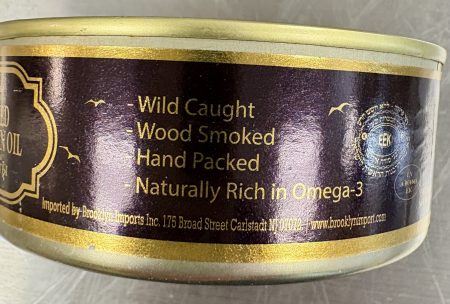 OIL
- Wild Caught
- Wood Smoked
- Hand Packed
- Naturally Rich in Omega-3
EEK
Imported by Brooklyn Imports Inc. 175 Broad Street Carlstadt NJ 07072 | www.brooklynimport.com